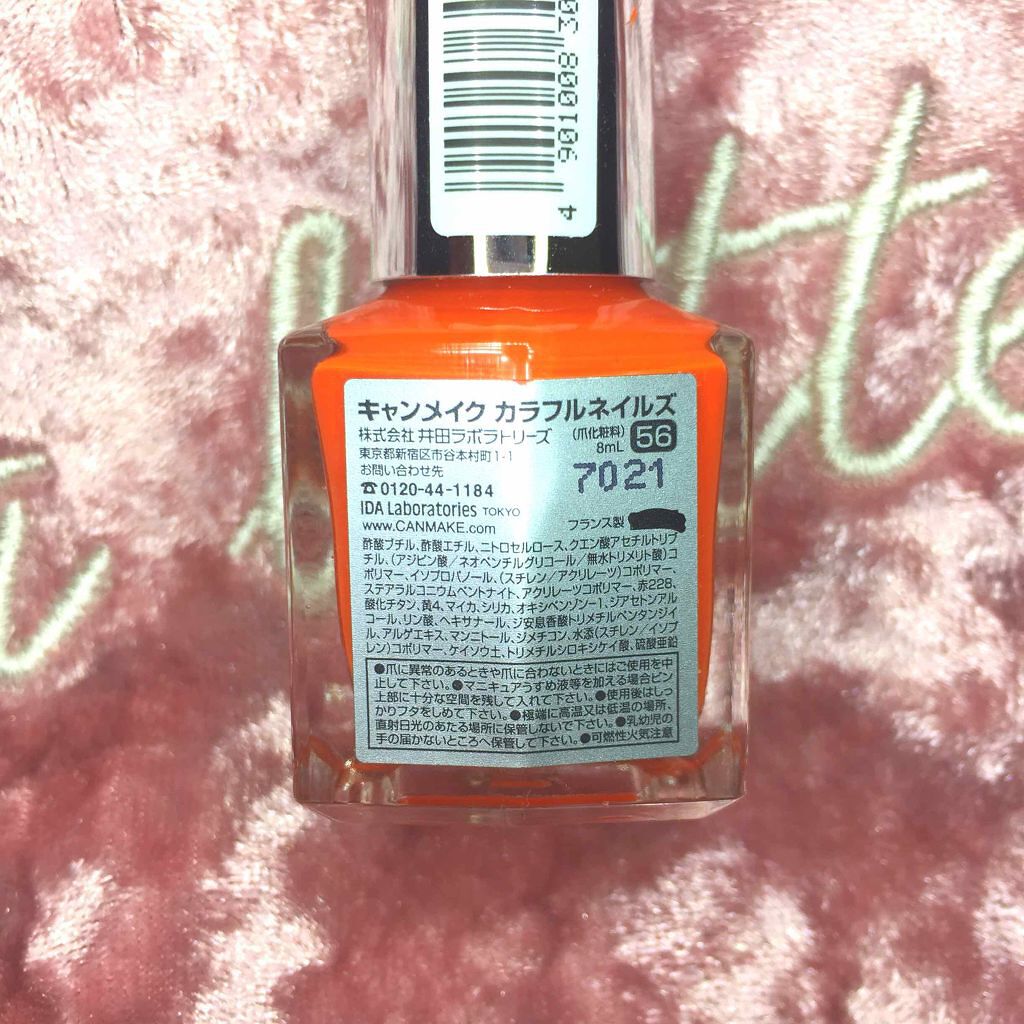 4 901008 30
キャンメイク カラフルネイルズ
株式会社 井田ラボラトリーズ (爪化粧料) 56
東京都新宿区市谷本村町1-1 8mL
お問い合わせ先 7021
☎0120-44-1184
IDA Laboratories TOKYO
www.CANMAKE.com フランス製
酢酸ブチル、酢酸エチル、ニトロセルロース、クエン酸アセチルトリブ
チル、(アジピン酸/ネオペンチルグリコール/無水トリメリト酸)コ
ポリマー、イソプロパノール、(スチレン/アクリレーツ)コポリマー、
ステアラルコニウムベントナイト、アクリレーツコポリマー、赤228、
酸化チタン、黄4、マイカ、シリカ、オキシベンゾン-1、ジアセトンアル
コール、リン酸、ヘキサナール、ジ安息香酸トリメチルペンタンジイ
ル、アルゲエキス、マンニトール、ジメチコン、水添(スチレン/イソプ
レン)コポリマー、ケイソウ土、トリメチルシロキシケイ酸、硫酸亜鉛
●爪に異常のあるときや爪に合わないときにはご使用を中
止して下さい。●マニキュアうすめ液等を加える場合ビン
上部に十分な空間を残して入れて下さい。●使用後はしっ
かりフタをしめて下さい。●極端に高温又は低温の場所、
直射日光のあたる場所に保管しないで下さい。●乳幼児の
手の届かないところへ保管して下さい。●可燃性火気注意